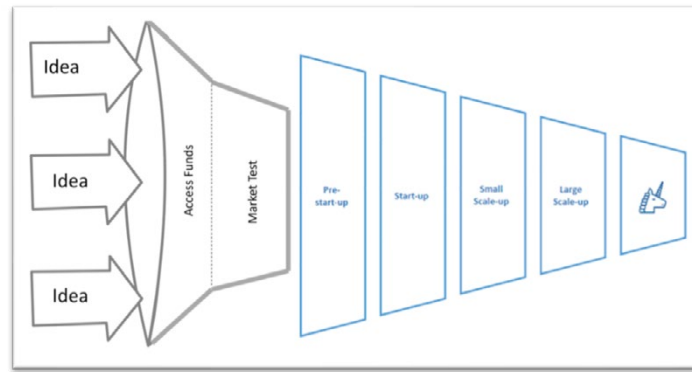 Idea
Idea
Idea
Access Funds
Market Test
Pre-
start-up
Start-up
Small
Scale-up
Large
Scale-up